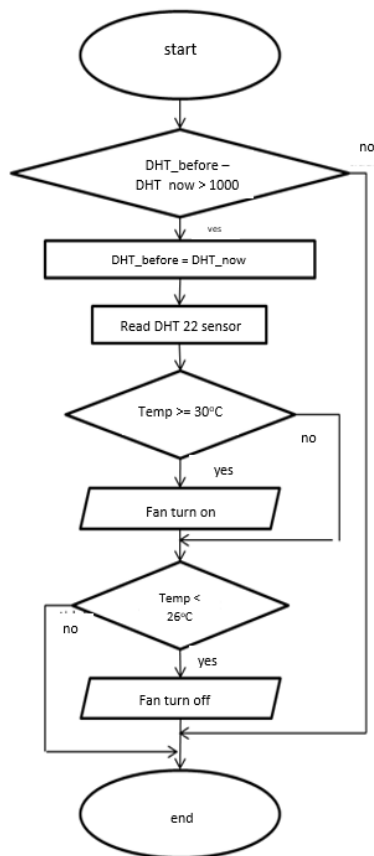 start
no
DHT_before –
DHT now > 1000
yes
DHT_before = DHT_now
Read DHT 22 sensor
Temp >= 30°C
no
yes
Fan turn on
Temp <
26°C
no
yes
Fan turn off
end